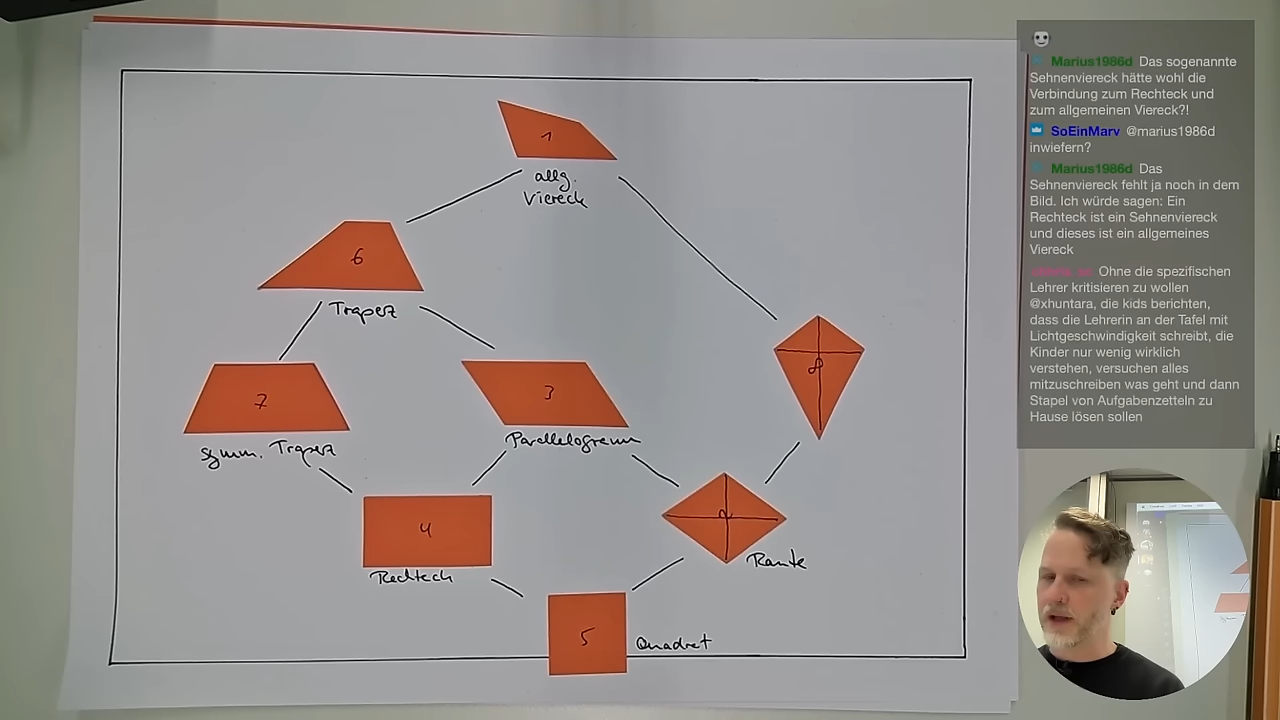 1
allg.
Viereck
6
Trapez
7
symm. Trapez
3
Parallelogramm
8
4
Rechteck
2
Raute
5
Quadrat
Marius1986d Das sogenannte
Sehnenviereck hätte wohl die
Verbindung zum Rechteck und
zum allgemeinen Viereck?!
SoEinMarv @marius1986d
inwiefern?
Marius1986d Das
Sehnenviereck fehlt ja noch in dem
Bild. Ich würde sagen: Ein
Rechteck ist ein Sehnenviereck
und dieses ist ein allgemeines
Viereck
Ohne die spezifischen
Lehrer kritisieren zu wollen
@xhuntara, die kids berichten,
dass die Lehrerin an der Tafel mit
Lichtgeschwindigkeit schreibt, die
Kinder nur wenig wirklich
verstehen, versuchen alles
mitzuschreiben was geht und dann
Stapel von Aufgabenzetteln zu
Hause lösen sollen